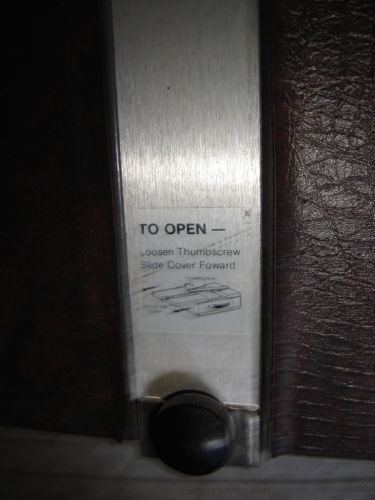 TO OPEN —
Loosen Thumbscrew
Slide Cover Foward